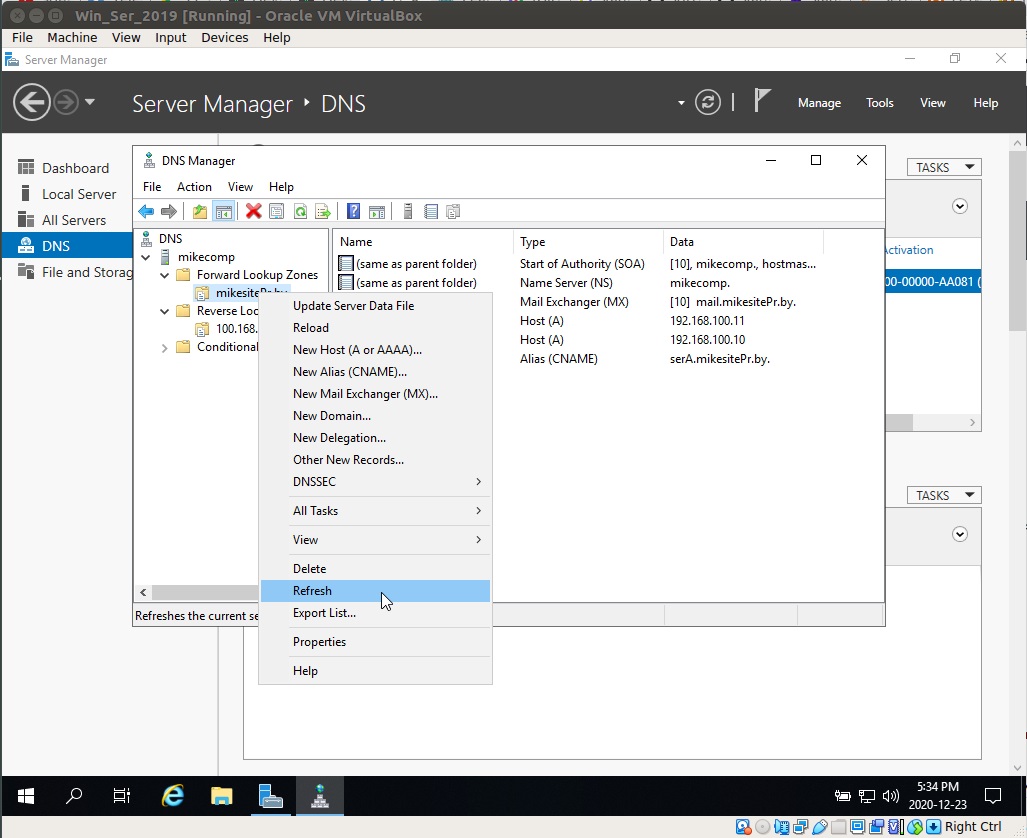 Win_Ser_2019 [Running] - Oracle VM VirtualBox
File Machine View Input Devices Help
Server Manager
Server Manager ‣ DNS
Manage Tools View Help
Dashboard
Local Server
All Servers
DNS
File and Storag
TASKS
ctivation
00-00000-AA081 (
TASKS
DNS Manager
File Action View Help
DNS
mikecomp
Forward Lookup Zones
mikesitePr.by
Reverse Loo
100.168.
Conditional
Name Type Data
(same as parent folder) Start of Authority (SOA) [10], mikecomp., hostmas...
(same as parent folder) Name Server (NS) mikecomp.
Mail Exchanger (MX) [10] mail.mikesitePr.by.
Host (A) 192.168.100.11
Host (A) 192.168.100.10
Alias (CNAME) serA.mikesitePr.by.
Update Server Data File
Reload
New Host (A or AAAA)...
New Alias (CNAME)...
New Mail Exchanger (MX)...
New Domain...
New Delegation...
Other New Records...
DNSSEC
All Tasks
View
Delete
Refresh
Export List...
Properties
Help
Refreshes the current se
5:34 PM
2020-12-23
Right Ctrl